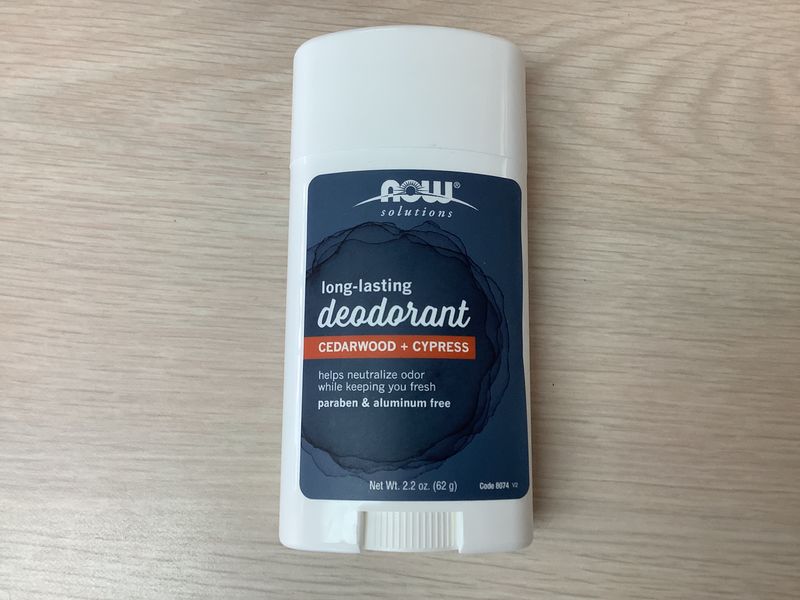 NOW®
solutions
long-lasting
deodorant
CEDARWOOD + CYPRESS
helps neutralize odor
while keeping you fresh
paraben & aluminum free
Net Wt. 2.2 oz. (62 g)
Code 8074 V2